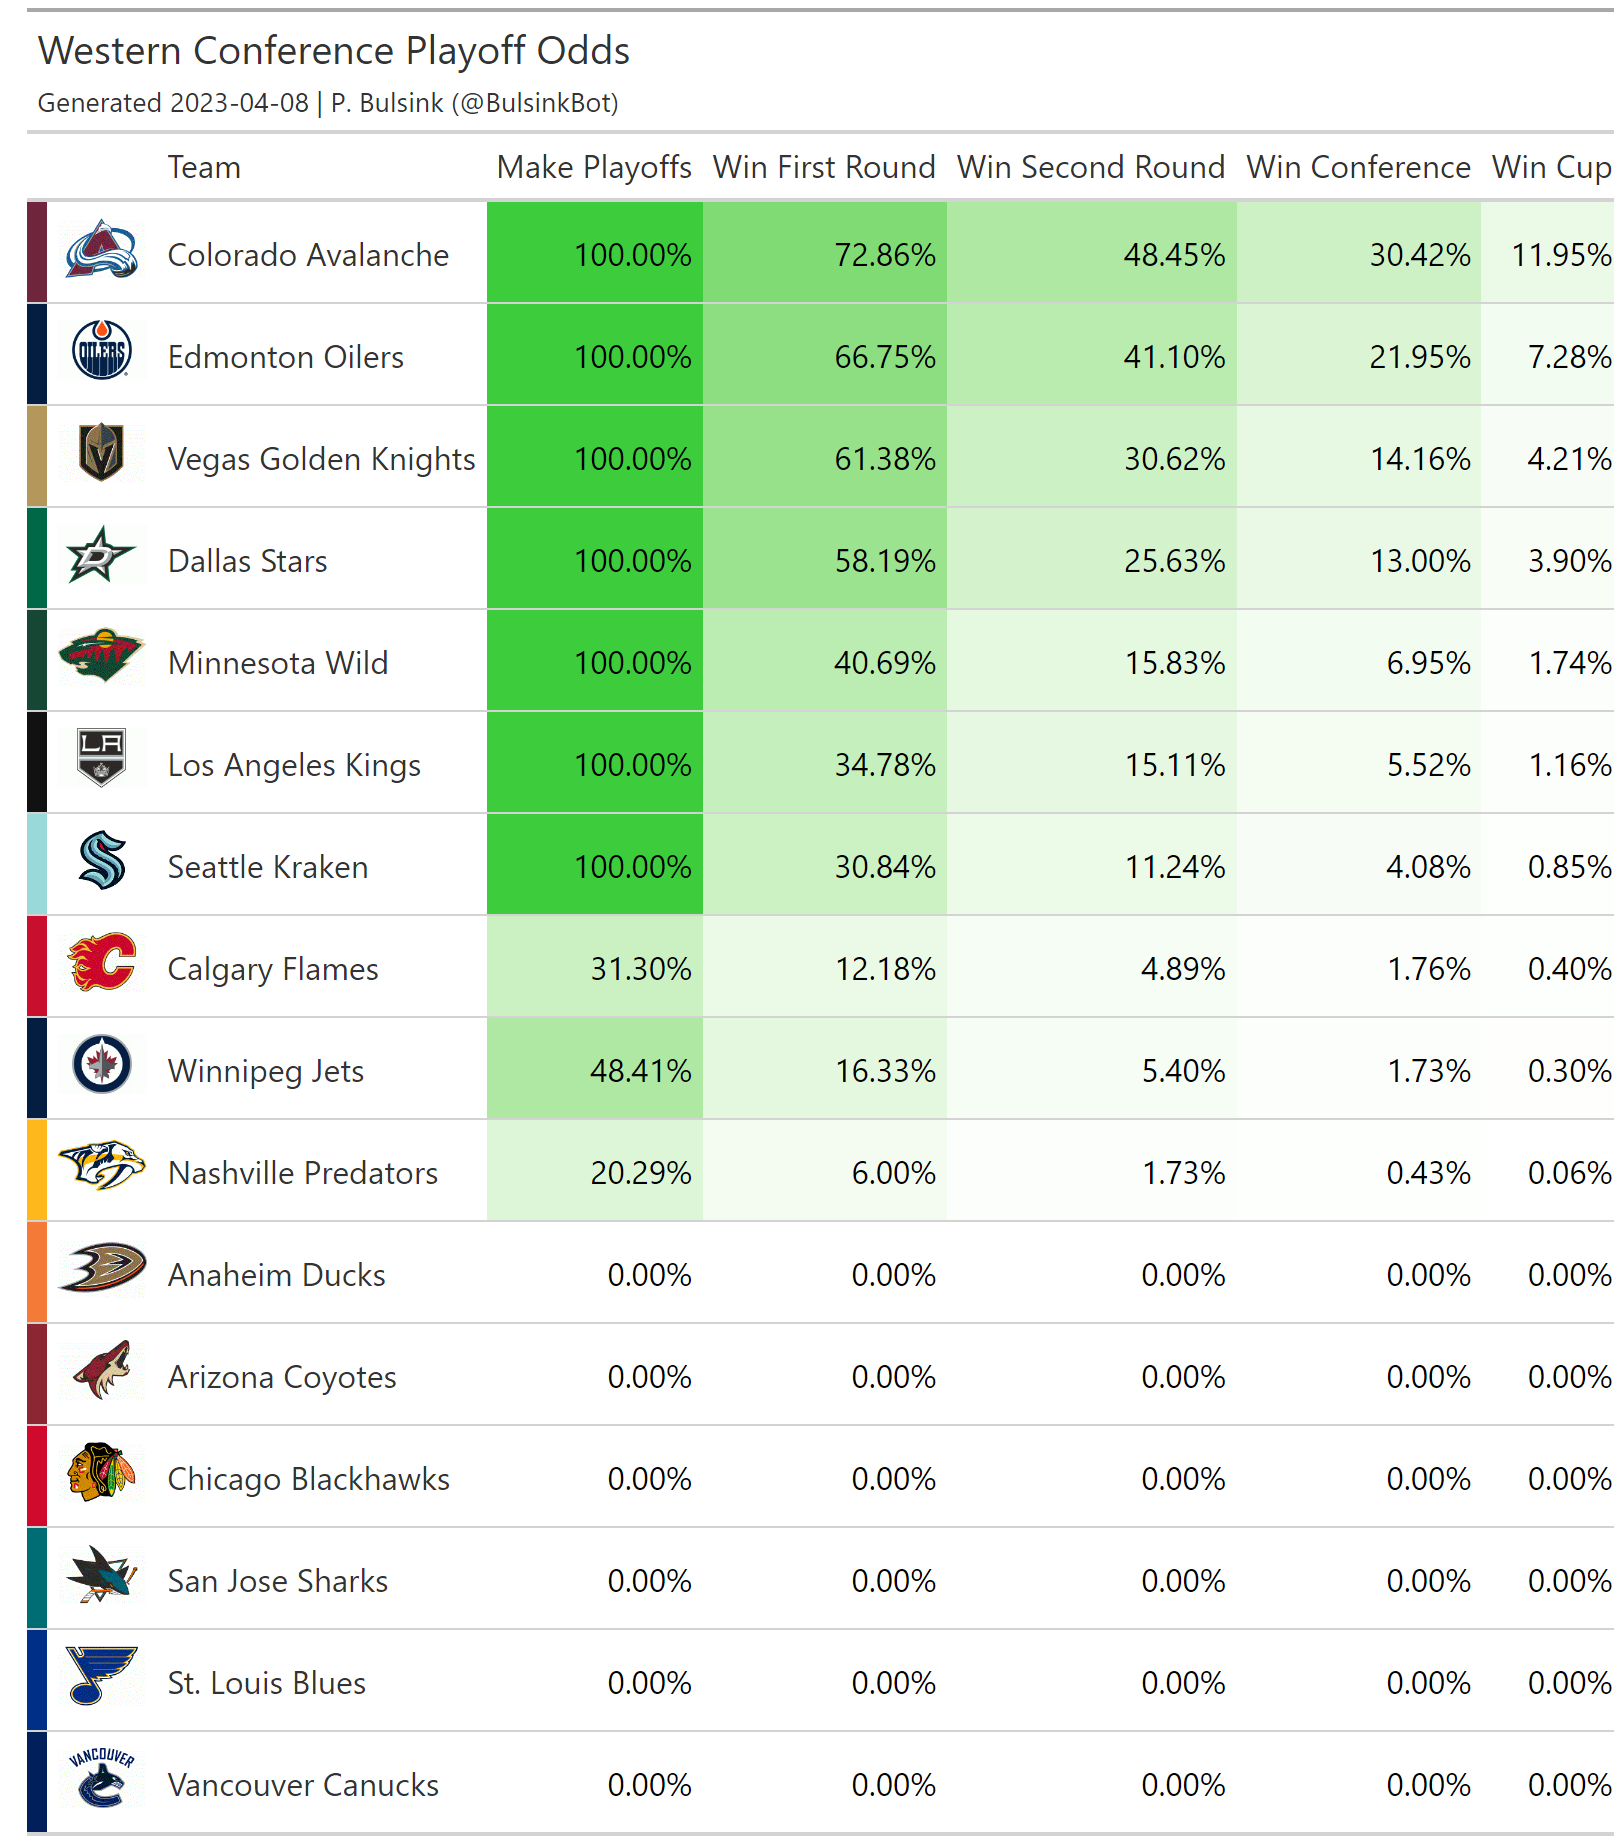 Western Conference Playoff Odds
Generated 2023-04-08 | P. Bulsink (@BulsinkBot)
Team Make Playoffs Win First Round Win Second Round Win Conference Win Cup
Colorado Avalanche 100.00% 72.86% 48.45% 30.42% 11.95%
OILERS Edmonton Oilers 100.00% 66.75% 41.10% 21.95% 7.28%
Vegas Golden Knights 100.00% 61.38% 30.62% 14.16% 4.21%
D Dallas Stars 100.00% 58.19% 25.63% 13.00% 3.90%
Minnesota Wild 100.00% 40.69% 15.83% 6.95% 1.74%
LA Los Angeles Kings 100.00% 34.78% 15.11% 5.52% 1.16%
Seattle Kraken 100.00% 30.84% 11.24% 4.08% 0.85%
C Calgary Flames 31.30% 12.18% 4.89% 1.76% 0.40%
Winnipeg Jets 48.41% 16.33% 5.40% 1.73% 0.30%
Nashville Predators 20.29% 6.00% 1.73% 0.43% 0.06%
Anaheim Ducks 0.00% 0.00% 0.00% 0.00% 0.00%
Arizona Coyotes 0.00% 0.00% 0.00% 0.00% 0.00%
Chicago Blackhawks 0.00% 0.00% 0.00% 0.00% 0.00%
San Jose Sharks 0.00% 0.00% 0.00% 0.00% 0.00%
St. Louis Blues 0.00% 0.00% 0.00% 0.00% 0.00%
VANCOUVER Vancouver Canucks 0.00% 0.00% 0.00% 0.00% 0.00%